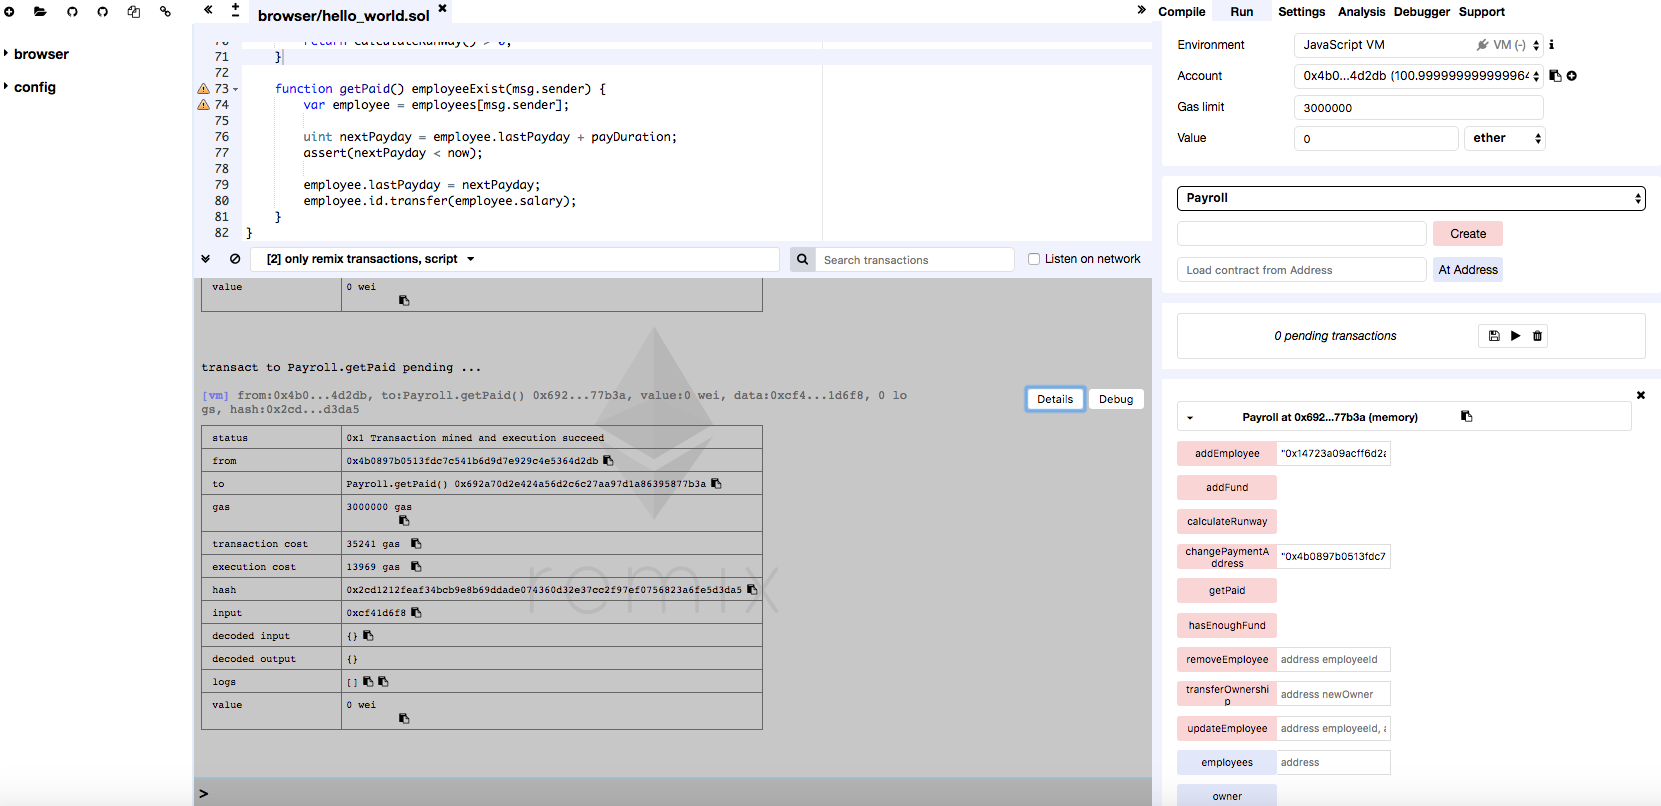 browser/hello_world.sol
Compile Run Settings Analysis Debugger Support
browser
config
71 }
72
73 function getPaid() employeeExist(msg.sender) {
74 var employee = employees[msg.sender];
75
76 uint nextPayday = employee.lastPayday + payDuration;
77 assert(nextPayday < now);
78
79 employee.lastPayday = nextPayday;
80 employee.id.transfer(employee.salary);
81 }
82 }
[2] only remix transactions, script
Search transactions
Listen on network
value 0 wei
transact to Payroll.getPaid pending ...
[vm] from:0x4b0...4d2db, to:Payroll.getPaid() 0x692...77b3a, value:0 wei, data:0xcf4...1d6f8, 0 lo
gs, hash:0x2cd...d3da5
Details Debug
status 0x1 Transaction mined and execution succeed
from 0x4b0897b0513fdc7c541b6d9d7e929c4e5364d2db
to Payroll.getPaid() 0x692a70d2e424a56d2c6c27aa97d1a86395877b3a
gas 3000000 gas
transaction cost 35241 gas
execution cost 13969 gas
hash 0x2cd1212feaf34bcb9e8b69ddade074360d32e37cc2f97ef0756823a6fe5d3da5
input 0xcf41d6f8
decoded input {}
decoded output {}
logs []
value 0 wei
remix
>
Environment JavaScript VM VM (-)
Account 0x4b0...4d2db (100.999999999999964
Gas limit 3000000
Value 0 ether
Payroll
Create
Load contract from Address At Address
0 pending transactions
Payroll at 0x692...77b3a (memory)
addEmployee "0x14723a09acff6d2a
addFund
calculateRunway
changePaymentA
ddress "0x4b0897b0513fdc7
getPaid
hasEnoughFund
removeEmployee address employeeId
transferOwnershi
p address newOwner
updateEmployee address employeeId, a
employees address
owner